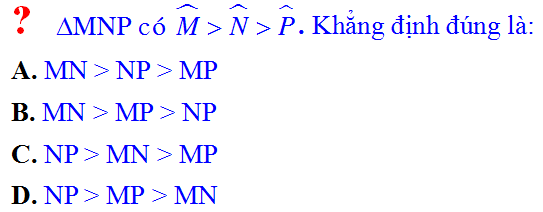 ? ΔMNP có M̂ > N̂ > P̂. Khẳng định đúng là:
A. MN > NP > MP
B. MN > MP > NP
C. NP > MN > MP
D. NP > MP > MN